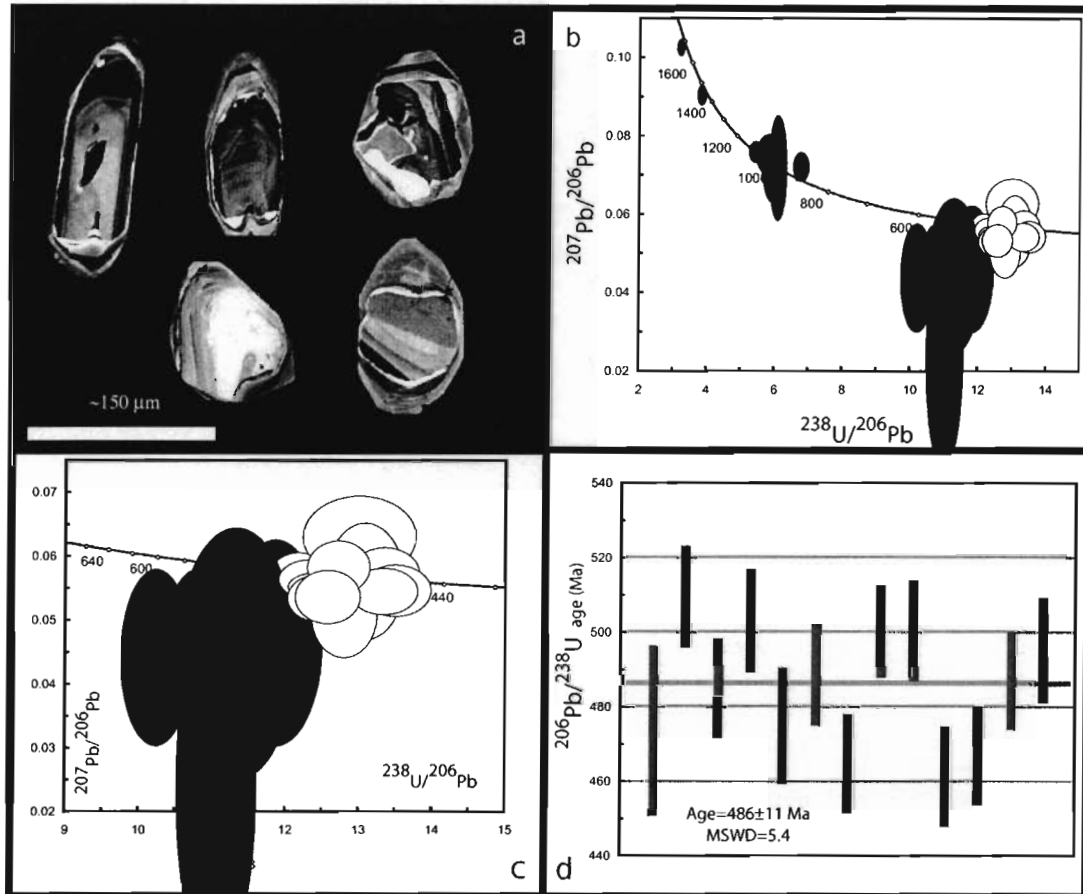 a
~150 µm
b
0.10
0.08
0.06
0.04
0.02
1600
1400
1200
1000
800
600
2 4 6 8 10 12 14
207Pb/206Pb
238U/206Pb
0.07
0.06
0.05
0.04
0.03
0.02
640
600
440
9 10 11 12 13 14 15
207Pb/206Pb
238U/206Pb
c
540
520
500
480
460
440
206Pb/238U age (Ma)
Age=486±11 Ma
MSWD=5.4
d